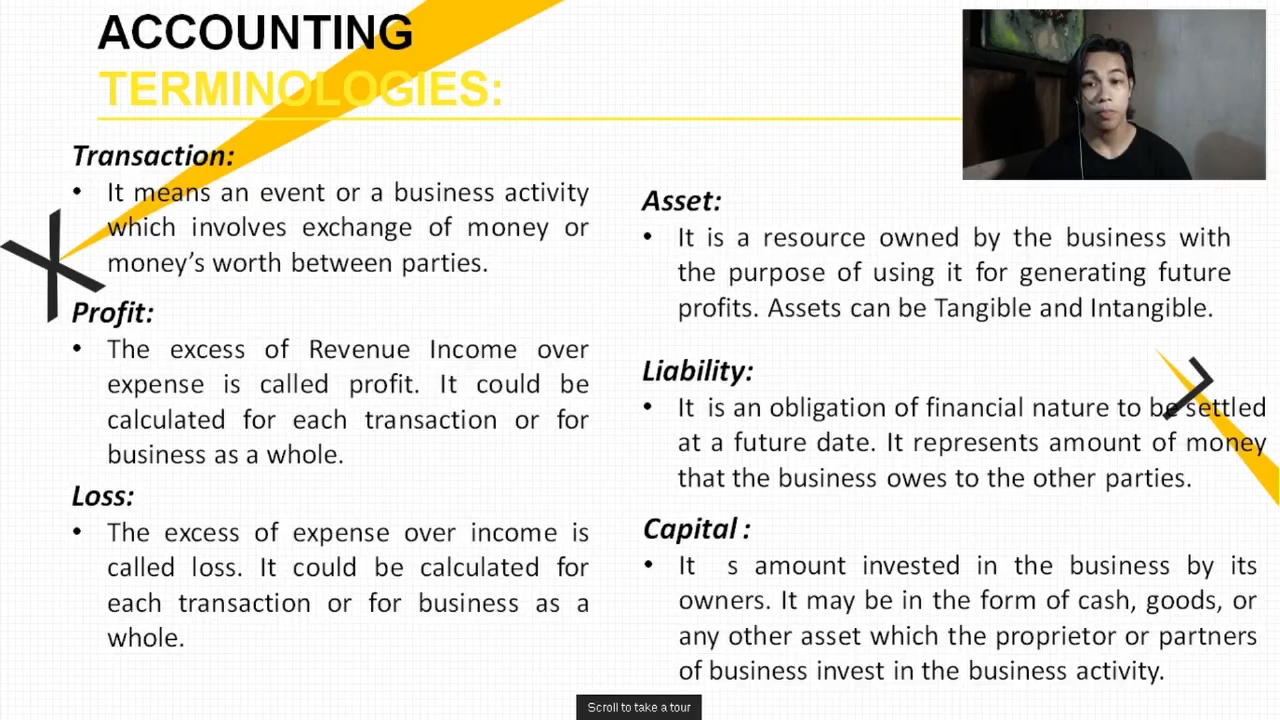 ACCOUNTING
TERMINOLOGIES:
Transaction:
• It means an event or a business activity
which involves exchange of money or
money's worth between parties.
Profit:
• The excess of Revenue Income over
expense is called profit. It could be
calculated for each transaction or for
business as a whole.
Loss:
• The excess of expense over income is
called loss. It could be calculated for
each transaction or for business as a
whole.
Asset:
• It is a resource owned by the business with
the purpose of using it for generating future
profits. Assets can be Tangible and Intangible.
Liability:
• It is an obligation of financial nature to be settled
at a future date. It represents amount of money
that the business owes to the other parties.
Capital :
• It s amount invested in the business by its
owners. It may be in the form of cash, goods, or
any other asset which the proprietor or partners
of business invest in the business activity.
Scroll to take a tour